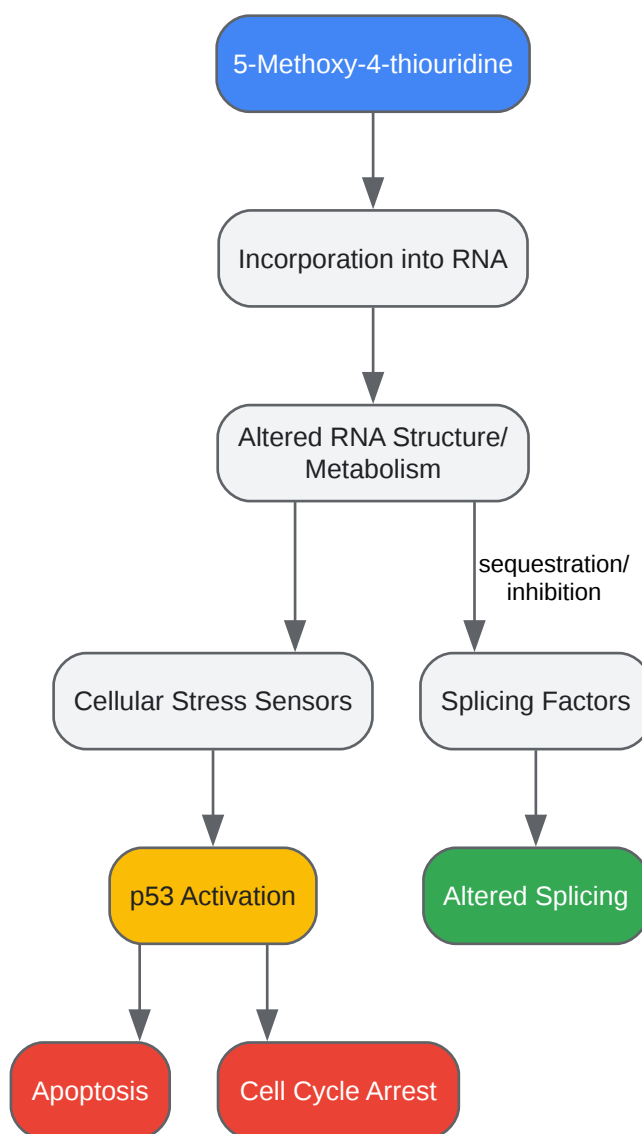 5-Methoxy-4-thiouridine
Incorporation into RNA
Altered RNA Structure/
Metabolism
sequestration/
inhibition
Cellular Stress Sensors
Splicing Factors
p53 Activation
Altered Splicing
Apoptosis
Cell Cycle Arrest